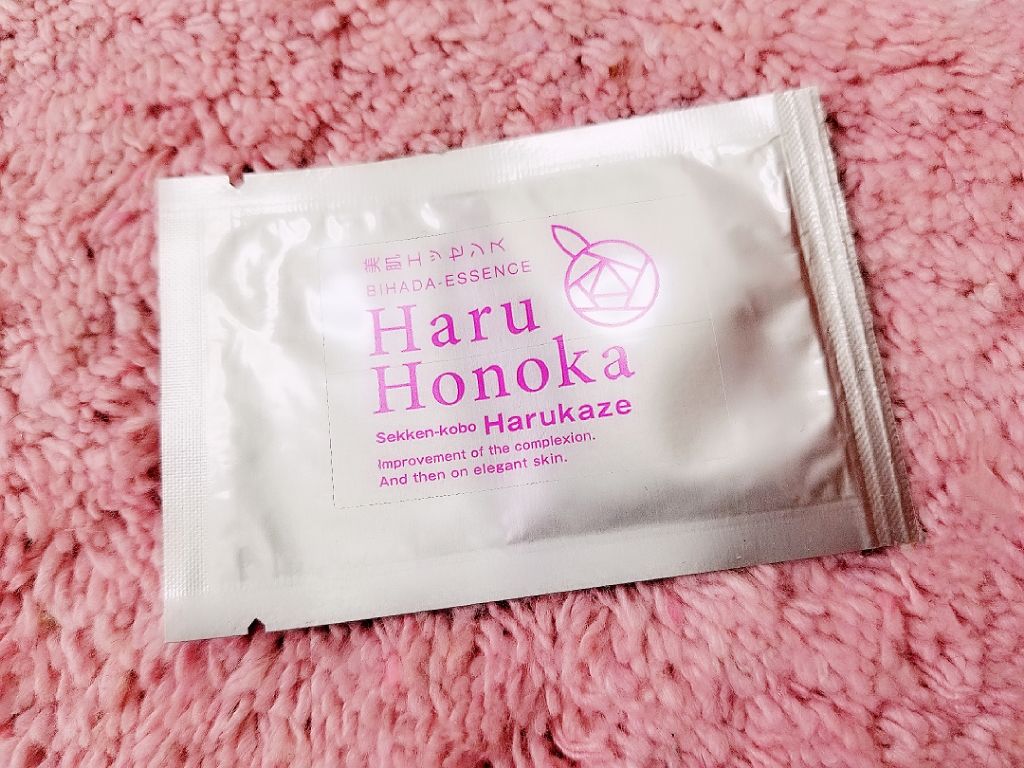 美肌エッセンス
BIHADA-ESSENCE
Haru
Honoka
Sekken-kobo Harukaze
Improvement of the complexion.
And then on elegant skin.